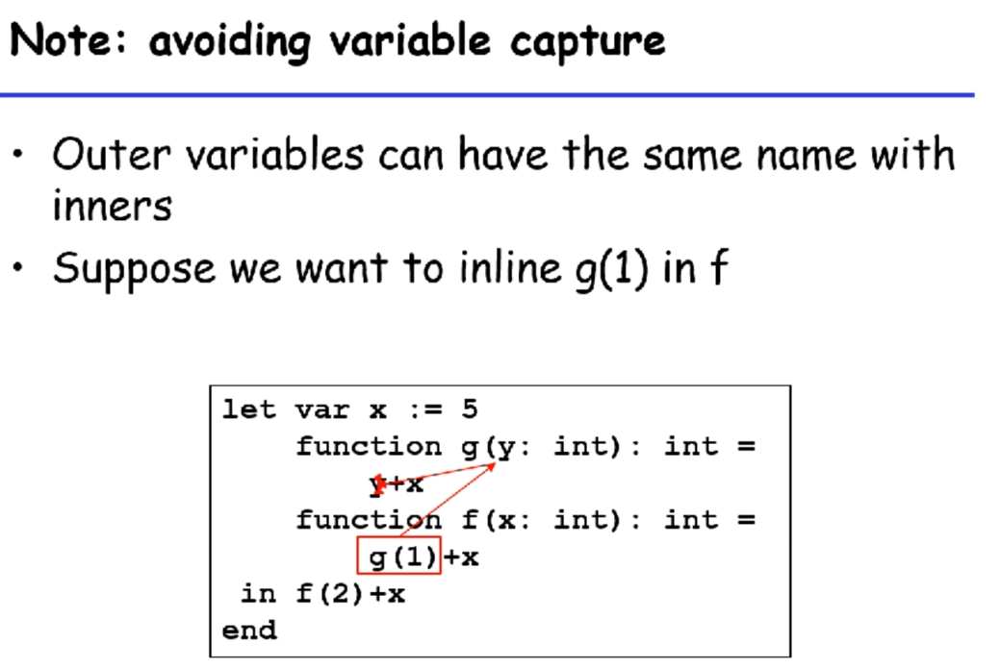 Note: avoiding variable capture
• Outer variables can have the same name with
inners
• Suppose we want to inline g(1) in f
let var x := 5
function g(y: int): int =
y+x
function f(x: int): int =
g(1)+x
in f(2)+x
end